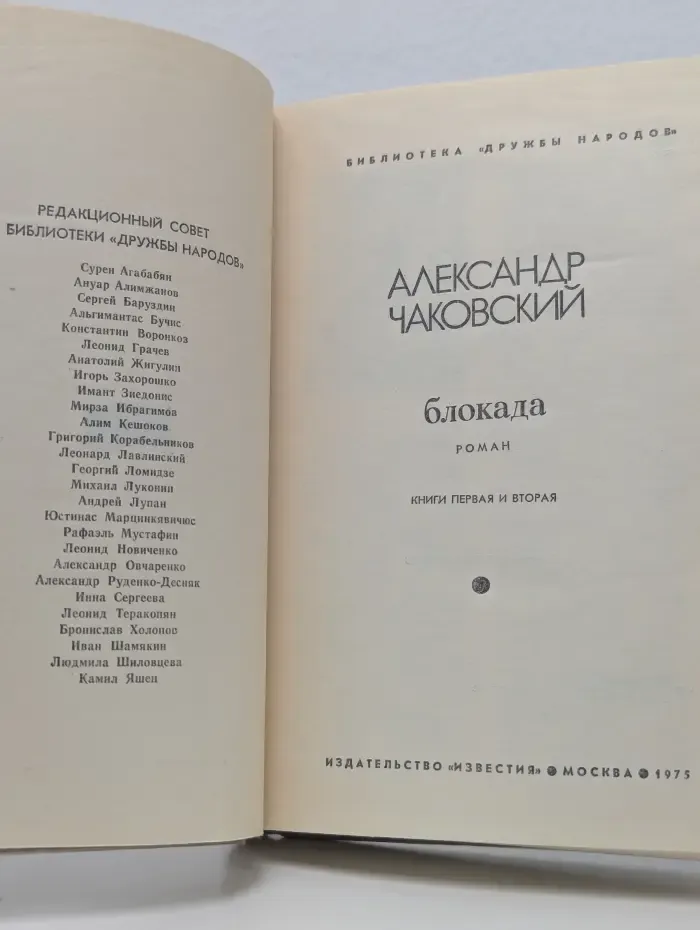 РЕДАКЦИОННЫЙ СОВЕТ
БИБЛИОТЕКИ «ДРУЖБЫ НАРОДОВ»
Сурен Агабабян
Ануар Алимжанов
Сергей Баруздин
Альгимантас Бучис
Константин Воронков
Леонид Грачев
Анатолий Жигулин
Игорь Захорошко
Имант Зиедонис
Мирза Ибрагимов
Алим Кешоков
Григорий Корабельников
Леонард Лавлинский
Георгий Ломидзе
Михаил Луконин
Андрей Лупан
Юстинас Марцинкявичюс
Рафаэль Мустафин
Леонид Новиченко
Александр Овчаренко
Александр Руденко-Десняк
Инна Сергеева
Леонид Теракопян
Бронислав Холопов
Иван Шамякин
Людмила Шиловцева
Камил Яшен
БИБЛИОТЕКА «ДРУЖБЫ НАРОДОВ»
АЛЕКСАНДР
ЧАКОВСКИЙ
блокада
РОМАН
КНИГИ ПЕРВАЯ И ВТОРАЯ
ИЗДАТЕЛЬСТВО «ИЗВЕСТИЯ» МОСКВА 1975